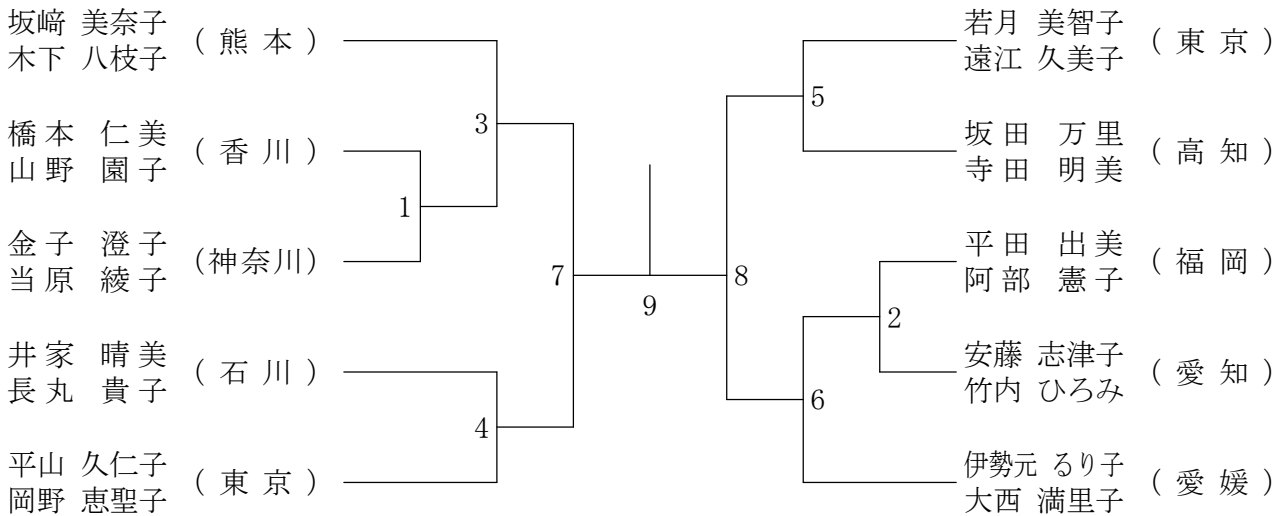 坂﨑 美奈子
木下 八枝子
(熊本)
橋本 仁美
山野 園子
(香川)
金子 澄子
当原 綾子
(神奈川)
井家 晴美
長丸 貴子
(石川)
平山 久仁子
岡野 恵聖子
(東京)
3
1
4
7
9
8
5
2
6
若月 美智子
遠江 久美子
(東京)
坂田 万里
寺田 明美
(高知)
平田 出美
阿部 憲子
(福岡)
安藤 志津子
竹内 ひろみ
(愛知)
伊勢元 るり子
大西 満里子
(愛媛)